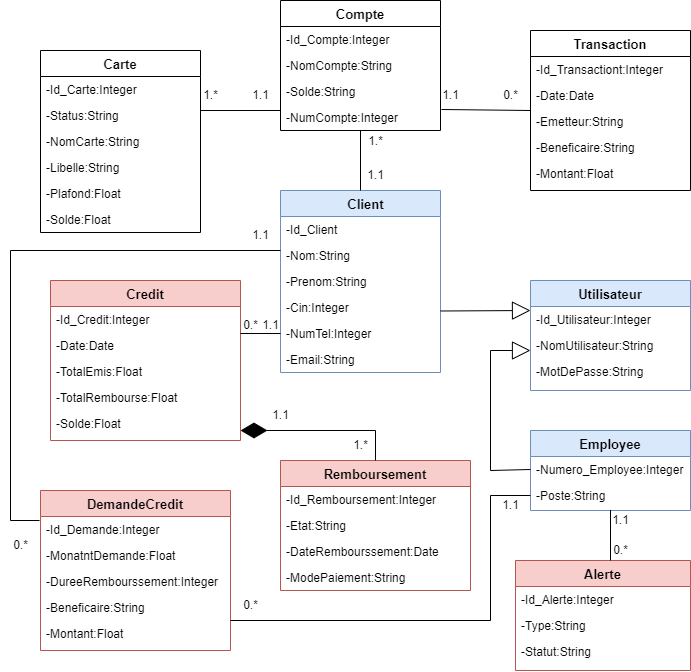 Compte
-Id_Compte:Integer
-NomCompte:String
-Solde:String
-NumCompte:Integer
Carte
-Id_Carte:Integer
-Status:String
-NomCarte:String
-Libelle:String
-Plafond:Float
-Solde:Float
1.*
1.1
1.1
0.*
Transaction
-Id_Transactiont:Integer
-Date:Date
-Emetteur:String
-Beneficaire:String
-Montant:Float
1.*
1.1
Client
-Id_Client
-Nom:String
-Prenom:String
-Cin:Integer
-NumTel:Integer
-Email:String
1.1
Credit
-Id_Credit:Integer
-Date:Date
-TotalEmis:Float
-TotalRembourse:Float
-Solde:Float
0.*
1.1
Utilisateur
-Id_Utilisateur:Integer
-NomUtilisateur:String
-MotDePasse:String
1.1
1.*
Employee
-Numero_Employee:Integer
-Poste:String
Remboursement
-Id_Remboursement:Integer
-Etat:String
-DateRembourssement:Date
-ModePaiement:String
DemandeCredit
-Id_Demande:Integer
-MonatntDemande:Float
-DureeRembourssement:Integer
-Beneficaire:String
-Montant:Float
0.*
0.*
1.1
1.1
0.*
Alerte
-Id_Alerte:Integer
-Type:String
-Statut:String